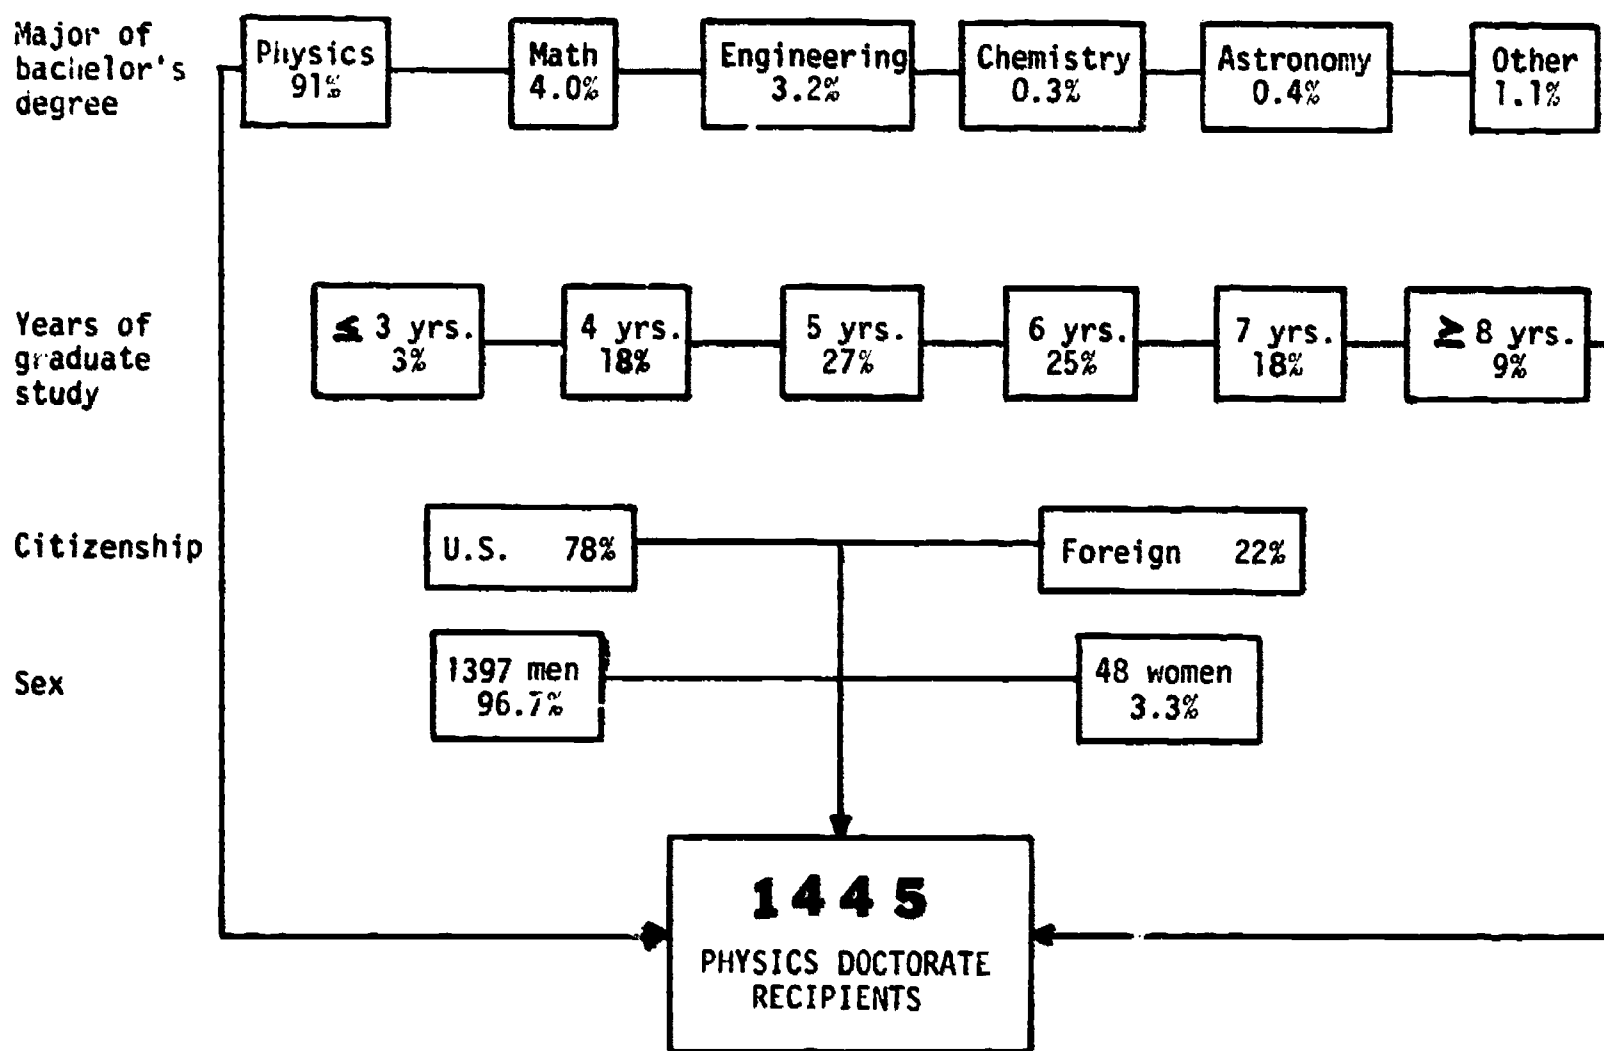 Major of
bachelor's
degree
Physics
91%
Math
4.0%
Engineering
3.2%
Chemistry
0.3%
Astronomy
0.4%
Other
1.1%
Years of
graduate
study
≤ 3 yrs.
3%
4 yrs.
18%
5 yrs.
27%
6 yrs.
25%
7 yrs.
18%
≥ 8 yrs.
9%
Citizenship
U.S. 78%
Foreign 22%
Sex
1397 men
96.7%
48 women
3.3%
1445
PHYSICS DOCTORATE
RECIPIENTS